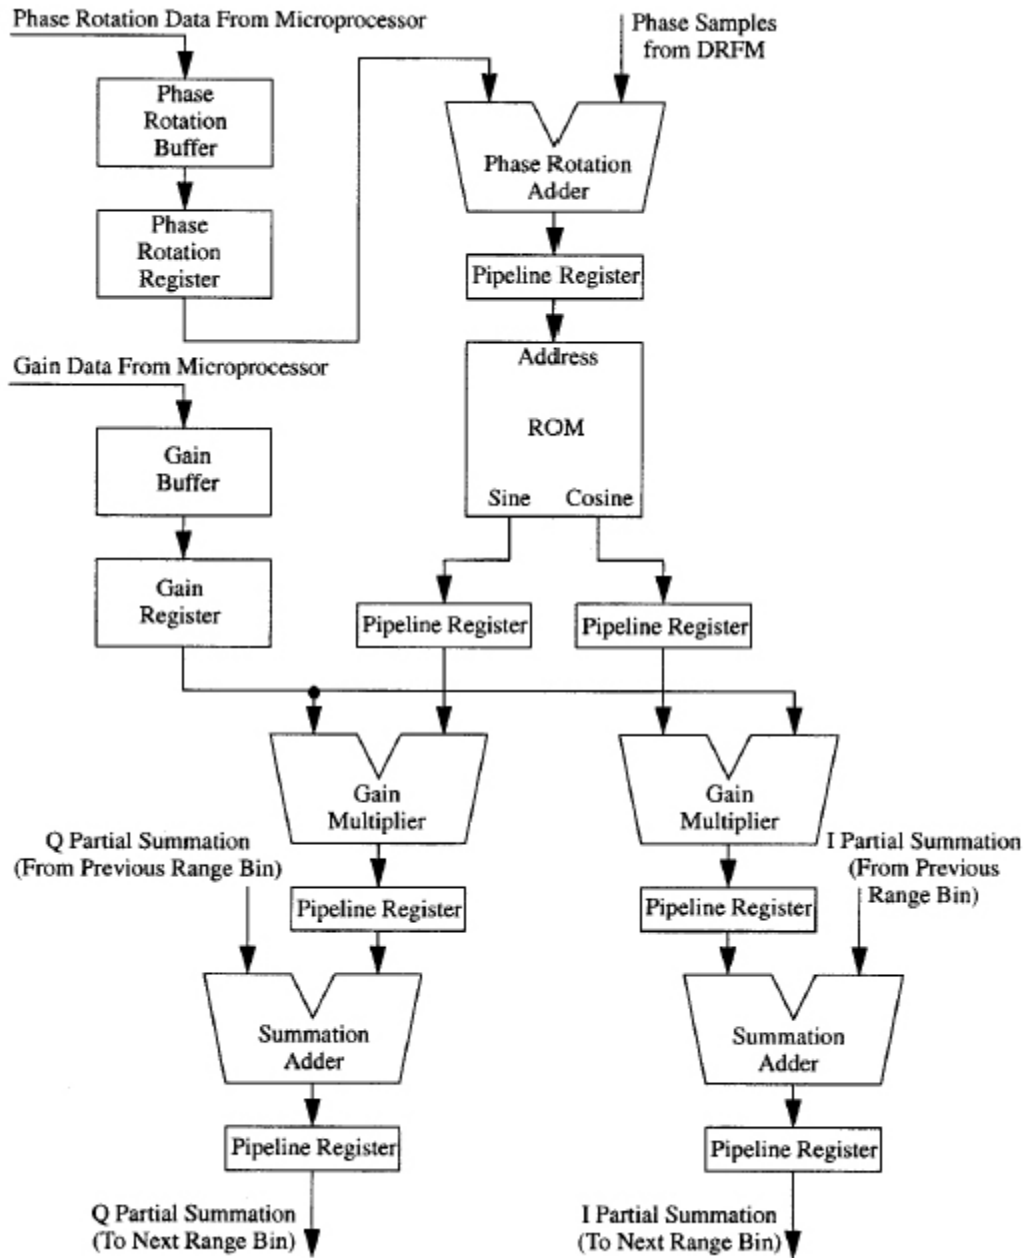 Phase Rotation Data From Microprocessor
Phase Samples
from DRFM
Phase
Rotation
Buffer
Phase Rotation
Adder
Phase
Rotation
Register
Pipeline Register
Gain Data From Microprocessor
Address
ROM
Sine Cosine
Gain
Buffer
Gain
Register
Pipeline Register
Pipeline Register
Gain
Multiplier
Gain
Multiplier
Q Partial Summation
(From Previous Range Bin)
I Partial Summation
(From Previous
Range Bin)
Pipeline Register
Pipeline Register
Summation
Adder
Summation
Adder
Pipeline Register
Pipeline Register
Q Partial Summation
(To Next Range Bin)
I Partial Summation
(To Next Range Bin)